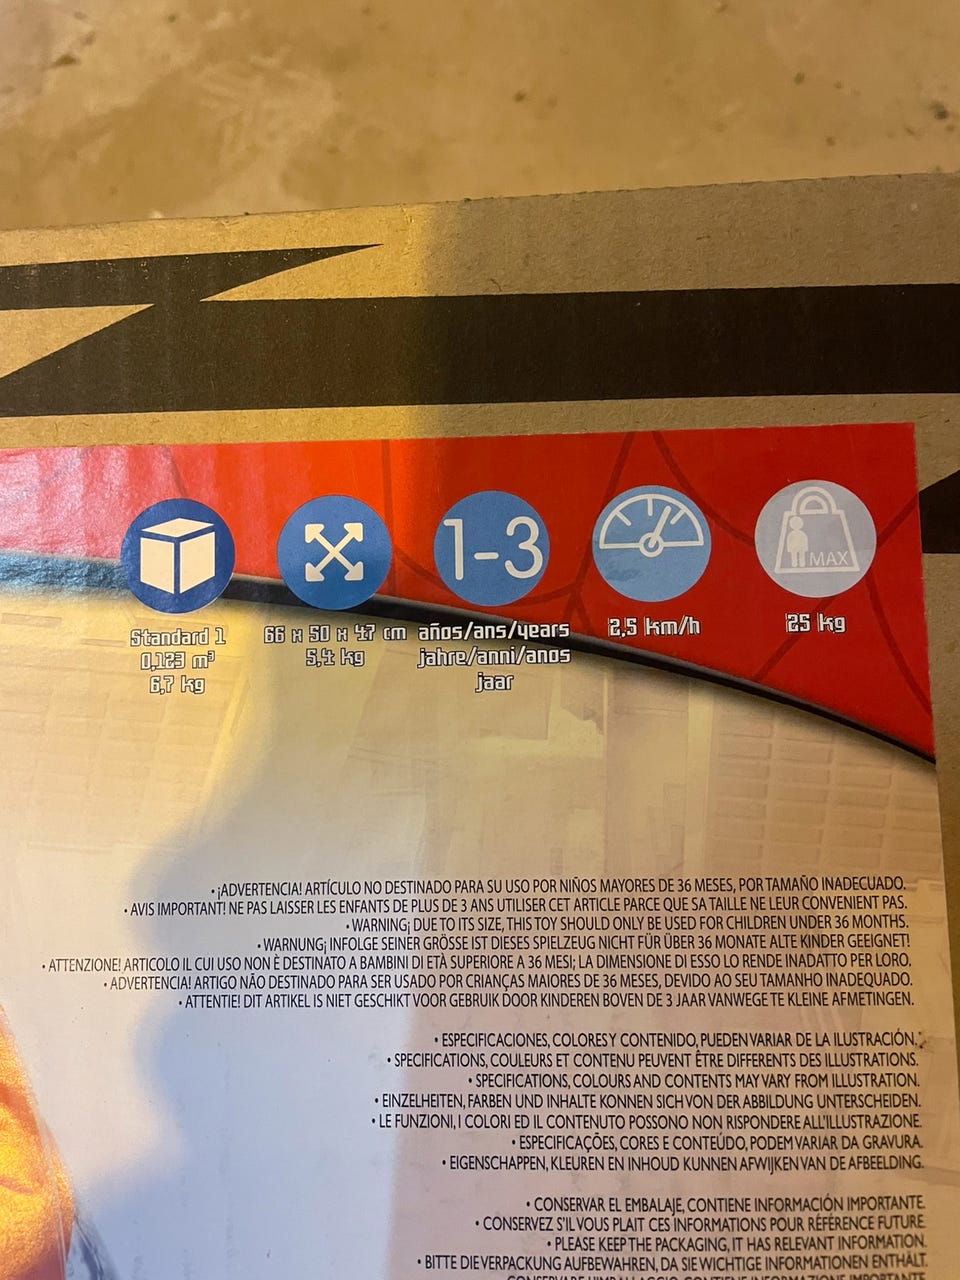 1-3
MAX
Standard 1
0,123 m³
6,7 kg
66 x 50 x 47 cm
5,4 kg
años/ans/years
jahre/anni/anos
jaar
2,5 km/h
25 kg
• ¡ADVERTENCIA! ARTÍCULO NO DESTINADO PARA SU USO POR NIÑOS MAYORES DE 36 MESES, POR TAMAÑO INADECUADO.
• AVIS IMPORTANT! NE PAS LAISSER LES ENFANTS DE PLUS DE 3 ANS UTILISER CET ARTICLE PARCE QUE SA TAILLE NE LEUR CONVIENT PAS.
• WARNING¡ DUE TO ITS SIZE, THIS TOY SHOULD ONLY BE USED FOR CHILDREN UNDER 36 MONTHS.
• WARNUNG¡ INFOLGE SEINER GRÖSSE IST DIESES SPIELZEUG NICHT FÜR ÜBER 36 MONATE ALTE KINDER GEEIGNET!
• ATTENZIONE! ARTICOLO IL CUI USO NON È DESTINATO A BAMBINI DI ETÀ SUPERIORE A 36 MESI; LA DIMENSIONE DI ESSO LO RENDE INADATTO PER LORO.
• ADVERTENCIA! ARTIGO NÃO DESTINADO PARA SER USADO POR CRIANÇAS MAIORES DE 36 MESES, DEVIDO AO SEU TAMANHO INADEQUADO.
• ATTENTIE! DIT ARTIKEL IS NIET GESCHIKT VOOR GEBRUIK DOOR KINDEREN BOVEN DE 3 JAAR VANWEGE TE KLEINE AFMETINGEN.
• ESPECIFICACIONES, COLORES Y CONTENIDO, PUEDEN VARIAR DE LA ILUSTRACIÓN.
• SPECIFICATIONS, COULEURS ET CONTENU PEUVENT ÊTRE DIFFERENTS DES ILLUSTRATIONS.
• SPECIFICATIONS, COLOURS AND CONTENTS MAY VARY FROM ILLUSTRATION.
• EINZELHEITEN, FARBEN UND INHALTE KONNEN SICH VON DER ABBILDUNG UNTERSCHEIDEN.
• LE FUNZIONI, I COLORI ED IL CONTENUTO POSSONO NON RISPONDERE ALL'ILLUSTRAZIONE.
• ESPECIFICAÇÕES, CORES E CONTEÚDO, PODEM VARIAR DA GRAVURA.
• EIGENSCHAPPEN, KLEUREN EN INHOUD KUNNEN AFWIJKEN VAN DE AFBEELDING.
• CONSERVAR EL EMBALAJE, CONTIENE INFORMACIÓN IMPORTANTE.
• CONSERVEZ S'IL VOUS PLAIT CES INFORMATIONS POUR RÉFÉRENCE FUTURE.
• PLEASE KEEP THE PACKAGING, IT HAS RELEVANT INFORMATION.
• BITTE DIE VERPACKUNG AUFBEWAHREN, DA SIE WICHTIGE INFORMATIONEN ENTHÄLT.